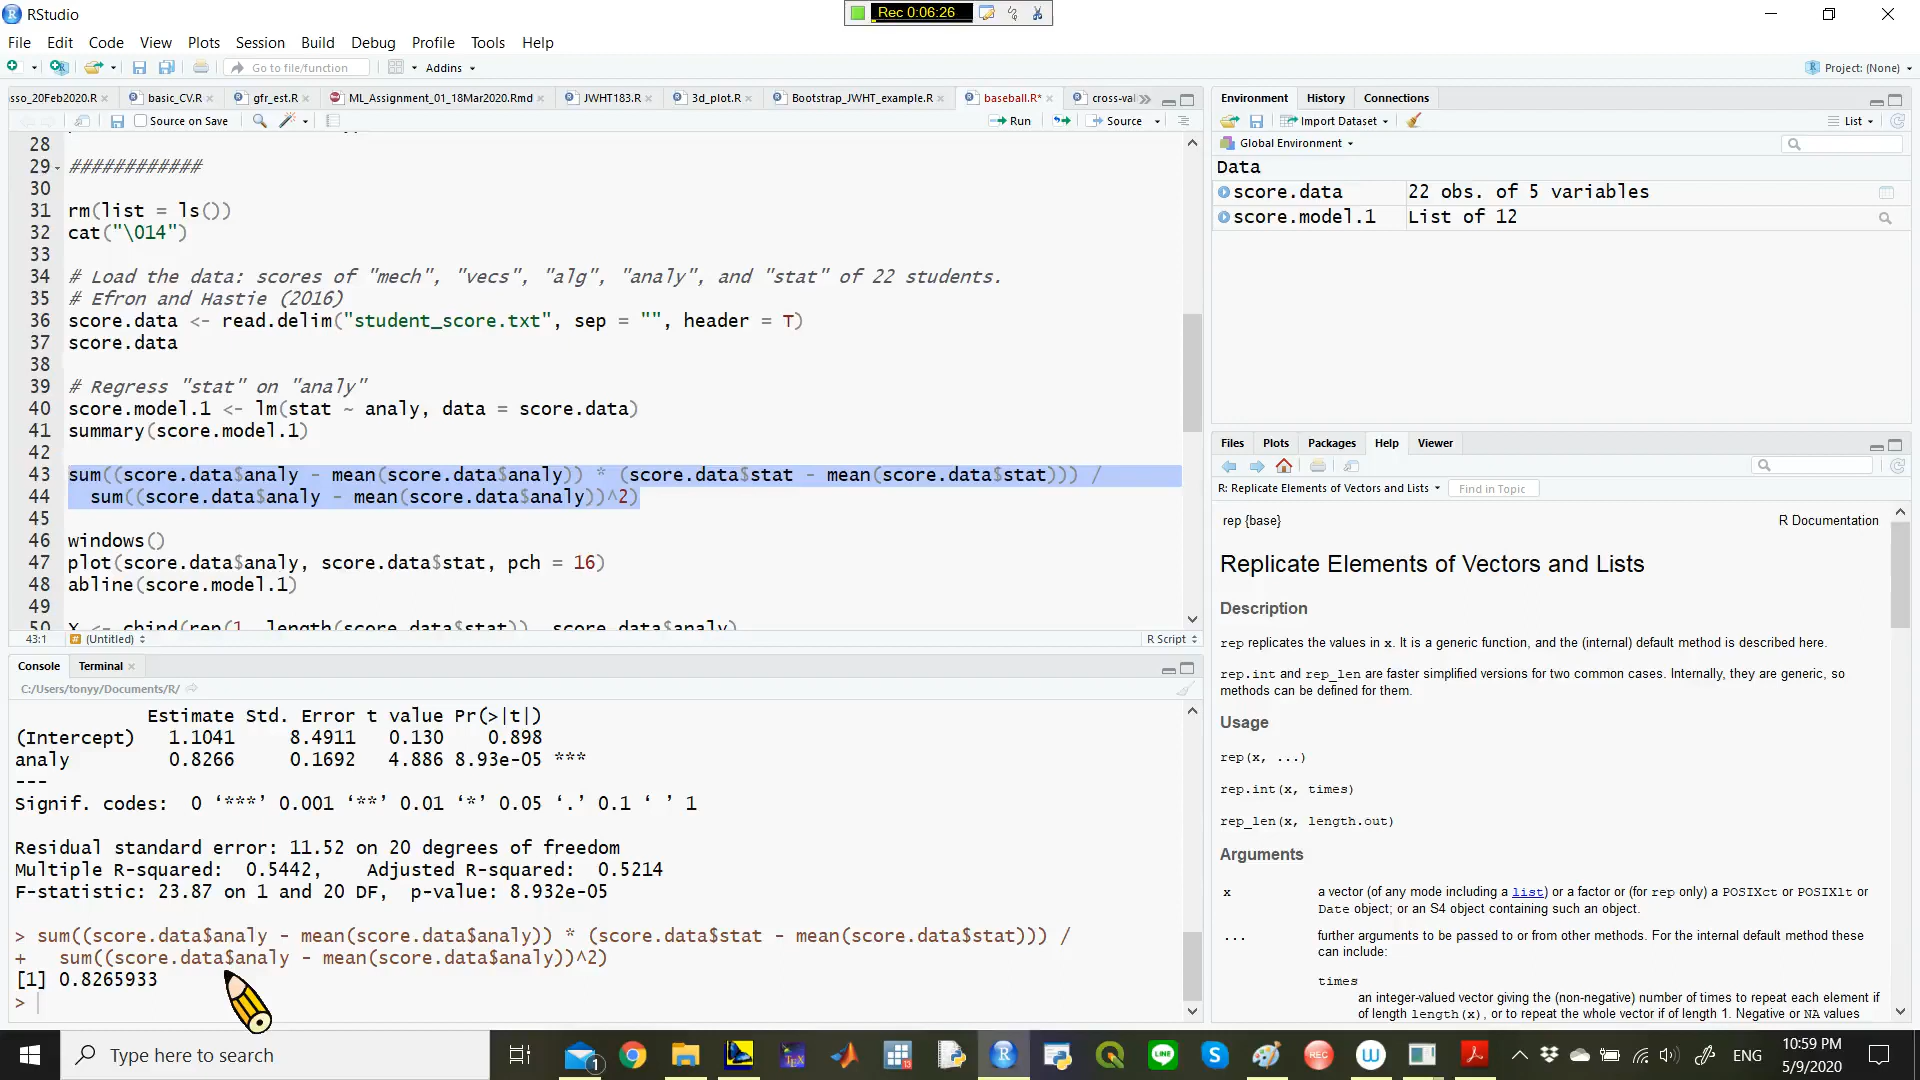 RStudio
Rec 0:06:26
File Edit Code View Plots Session Build Debug Profile Tools Help
Go to file/function Addins Project: (None)
sso_20Feb2020.R basic_CV.R gfr_est.R ML_Assignment_01_18Mar2020.Rmd JWHT183.R 3d_plot.R Bootstrap_JWHT_example.R baseball.R* cross-val
Source on Save Run Source
28
29 ############
30
31 rm(list = ls())
32 cat("\014")
33
34 # Load the data: scores of "mech", "vecs", "alg", "analy", and "stat" of 22 students.
35 # Efron and Hastie (2016)
36 score.data <- read.delim("student_score.txt", sep = "", header = T)
37 score.data
38
39 # Regress "stat" on "analy"
40 score.model.1 <- lm(stat ~ analy, data = score.data)
41 summary(score.model.1)
42
43 sum((score.data$analy - mean(score.data$analy)) * (score.data$stat - mean(score.data$stat))) /
44 sum((score.data$analy - mean(score.data$analy))^2)
45
46 windows()
47 plot(score.data$analy, score.data$stat, pch = 16)
48 abline(score.model.1)
49
50 X <- cbind(rep(1, length(score.data$stat)), score.data$analy)
43:1 (Untitled) R Script
Console Terminal
C:/Users/tonyy/Documents/R/
Estimate Std. Error t value Pr(>|t|)
(Intercept) 1.1041 8.4911 0.130 0.898
analy 0.8266 0.1692 4.886 8.93e-05 ***
---
Signif. codes: 0 ‘***’ 0.001 ‘**’ 0.01 ‘*’ 0.05 ‘.’ 0.1 ‘ ’ 1
Residual standard error: 11.52 on 20 degrees of freedom
Multiple R-squared: 0.5442, Adjusted R-squared: 0.5214
F-statistic: 23.87 on 1 and 20 DF, p-value: 8.932e-05
> sum((score.data$analy - mean(score.data$analy)) * (score.data$stat - mean(score.data$stat))) /
+ sum((score.data$analy - mean(score.data$analy))^2)
[1] 0.8265933
>
Environment History Connections
Import Dataset List
Global Environment
Data
score.data 22 obs. of 5 variables
score.model.1 List of 12
Files Plots Packages Help Viewer
R: Replicate Elements of Vectors and Lists Find in Topic
rep {base} R Documentation
Replicate Elements of Vectors and Lists
Description
rep replicates the values in x. It is a generic function, and the (internal) default method is described here.
rep.int and rep_len are faster simplified versions for two common cases. Internally, they are generic, so
methods can be defined for them.
Usage
rep(x, ...)
rep.int(x, times)
rep_len(x, length.out)
Arguments
x a vector (of any mode including a list) or a factor or (for rep only) a POSIXct or POSIXlt or
Date object; or an S4 object containing such an object.
... further arguments to be passed to or from other methods. For the internal default method these
can include:
times
an integer-valued vector giving the (non-negative) number of times to repeat each element if
of length length(x), or to repeat the whole vector if of length 1. Negative or NA values
Type here to search
ENG
10:59 PM
5/9/2020